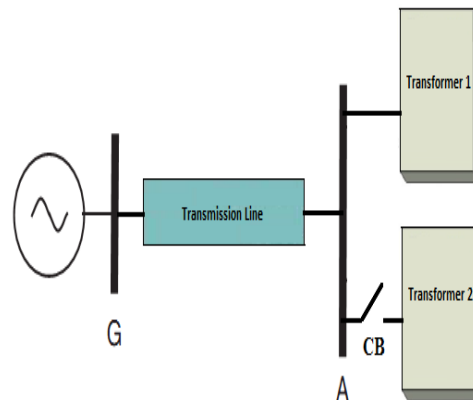 Transformer 1
Transmission Line
Transformer 2
G
CB
A